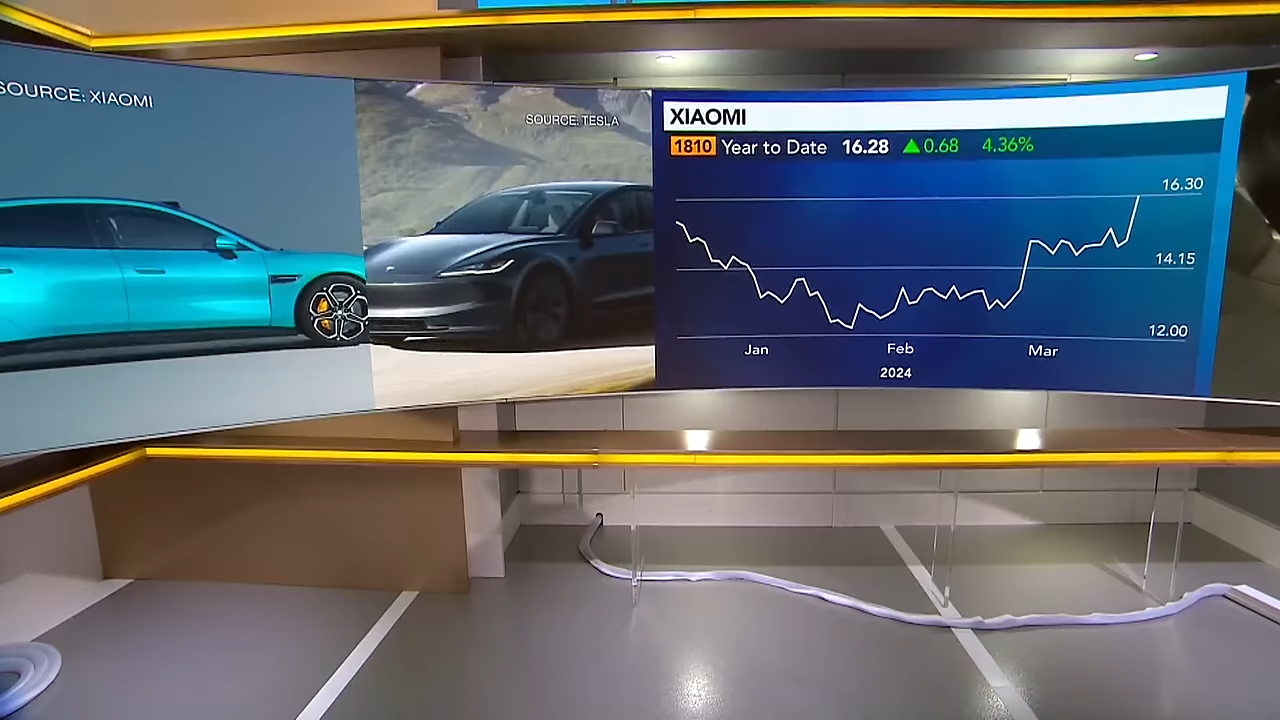 SOURCE: XIAOMI
SOURCE: TESLA
XIAOMI
1810 Year to Date 16.28 ▲0.68 4.36%
16.30
14.15
12.00
Jan Feb Mar
2024